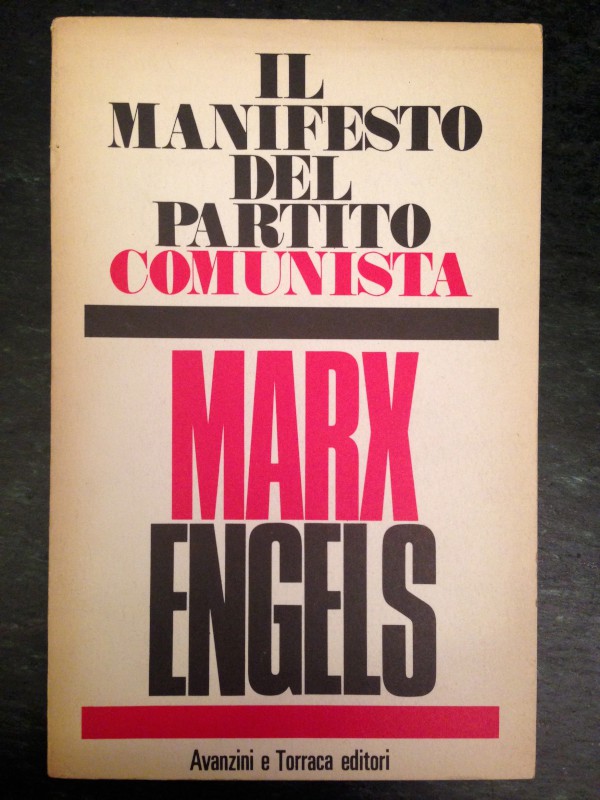 IL
MANIFESTO
DEL
PARTITO
COMUNISTA
MARX
ENGELS
Avanzini e Torraca editori